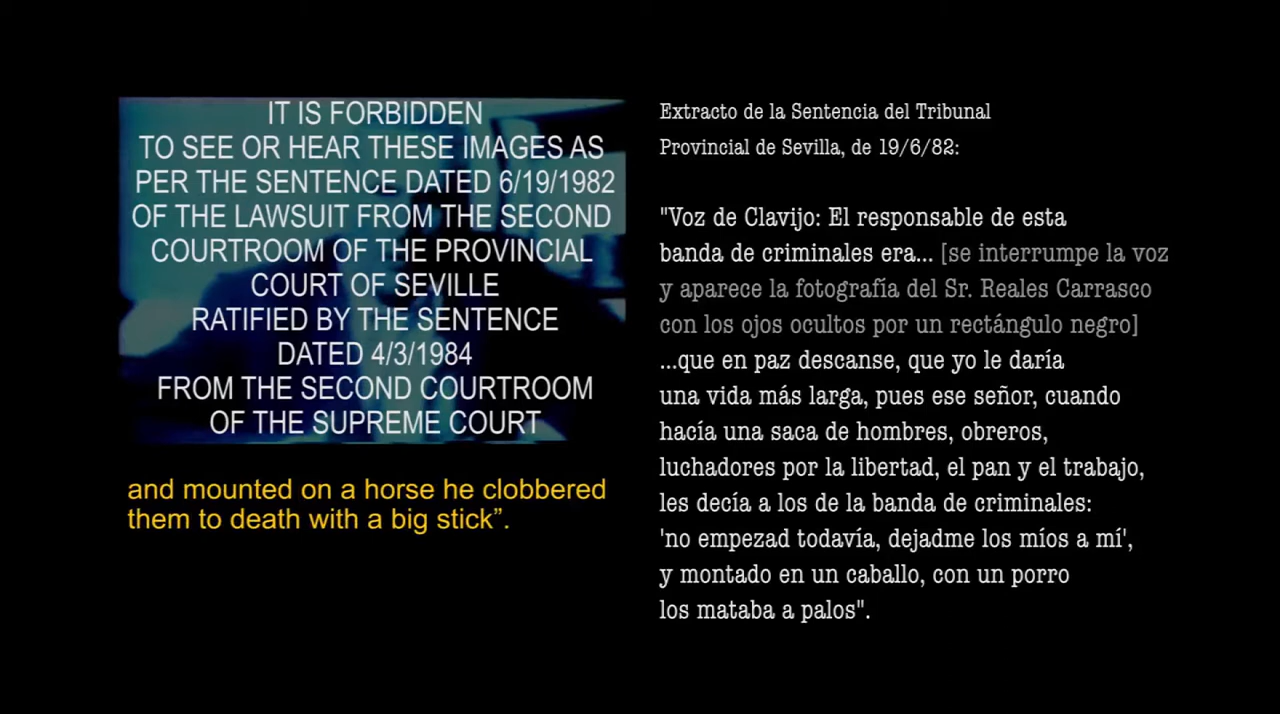 IT IS FORBIDDEN
TO SEE OR HEAR THESE IMAGES AS
PER THE SENTENCE DATED 6/19/1982
OF THE LAWSUIT FROM THE SECOND
COURTROOM OF THE PROVINCIAL
COURT OF SEVILLE
RATIFIED BY THE SENTENCE
DATED 4/3/1984
FROM THE SECOND COURTROOM
OF THE SUPREME COURT
and mounted on a horse he clobbered
them to death with a big stick”.
Extracto de la Sentencia del Tribunal
Provincial de Sevilla, de 19/6/82:
"Voz de Clavijo: El responsable de esta
banda de criminales era... [se interrumpe la voz
y aparece la fotografía del Sr. Reales Carrasco
con los ojos ocultos por un rectángulo negro]
...que en paz descanse, que yo le daría
una vida más larga, pues ese señor, cuando
hacía una saca de hombres, obreros,
luchadores por la libertad, el pan y el trabajo,
les decía a los de la banda de criminales:
'no empezad todavía, dejadme los míos a mí',
y montado en un caballo, con un porro
los mataba a palos".